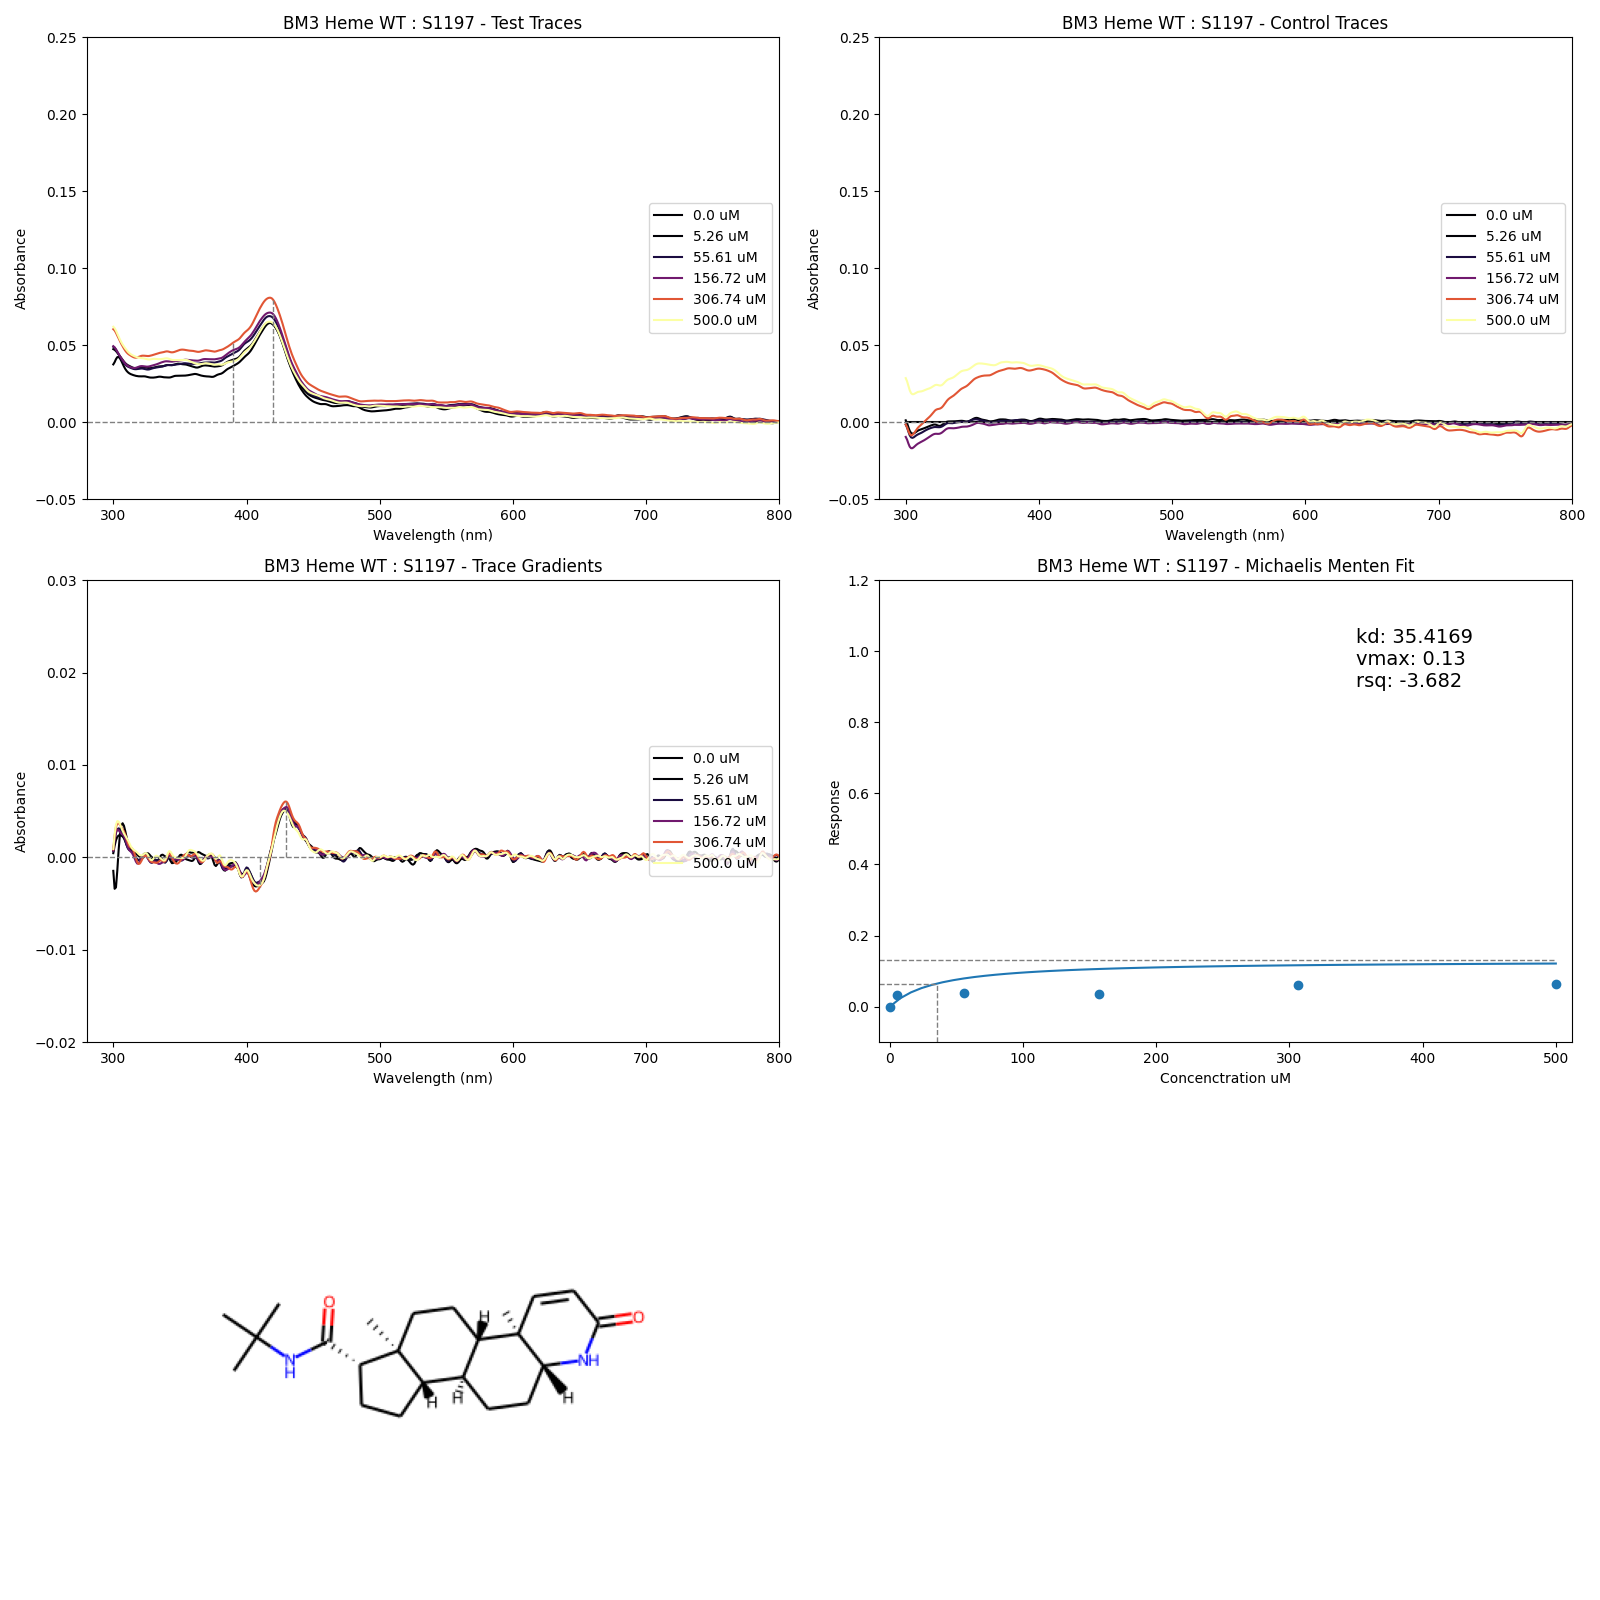 BM3 Heme WT : S1197 - Test Traces
0.25
0.20
0.15
0.10
0.05
0.00
−0.05
300 400 500 600 700 800
Absorbance
Wavelength (nm)
0.0 uM
5.26 uM
55.61 uM
156.72 uM
306.74 uM
500.0 uM
BM3 Heme WT : S1197 - Control Traces
0.25
0.20
0.15
0.10
0.05
0.00
−0.05
300 400 500 600 700 800
Absorbance
Wavelength (nm)
0.0 uM
5.26 uM
55.61 uM
156.72 uM
306.74 uM
500.0 uM
BM3 Heme WT : S1197 - Trace Gradients
0.03
0.02
0.01
0.00
−0.01
−0.02
300 400 500 600 700 800
Absorbance
Wavelength (nm)
0.0 uM
5.26 uM
55.61 uM
156.72 uM
306.74 uM
500.0 uM
BM3 Heme WT : S1197 - Michaelis Menten Fit
1.2
1.0
0.8
0.6
0.4
0.2
0.0
0 100 200 300 400 500
Response
Concenctration uM
kd: 35.4169
vmax: 0.13
rsq: -3.682
O
NH
H
H
H
H
NH
O